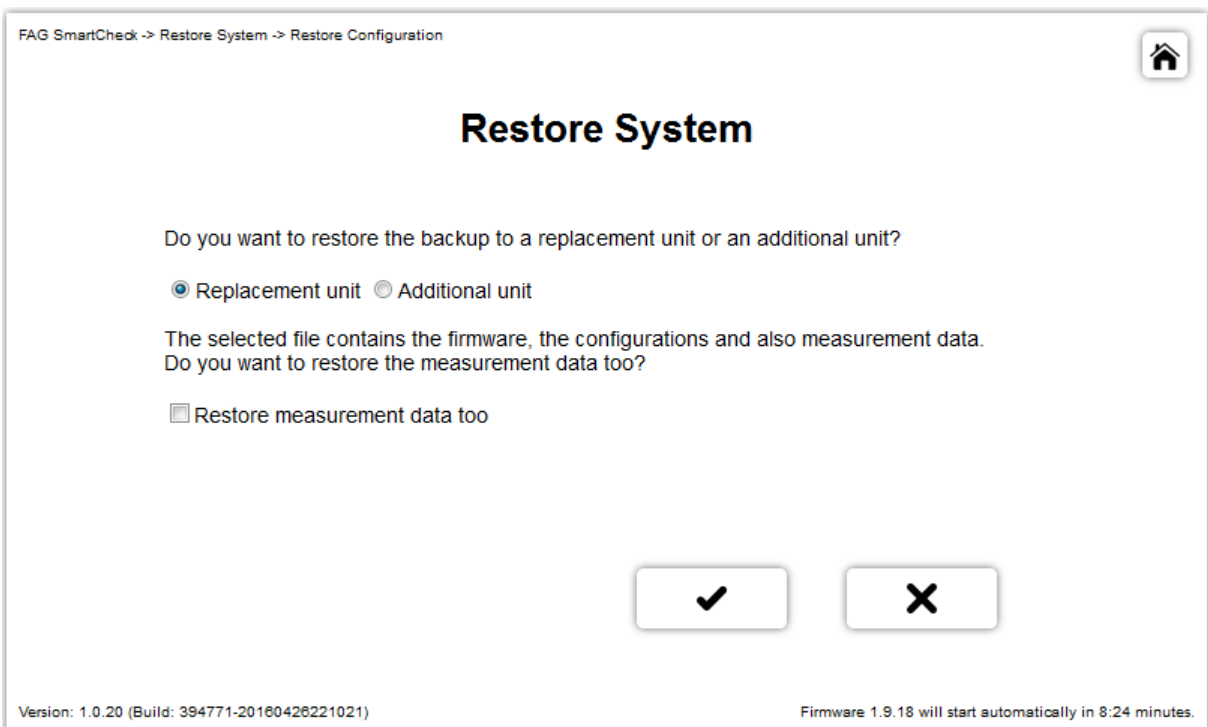 FAG SmartCheck -> Restore System -> Restore Configuration
Restore System
Do you want to restore the backup to a replacement unit or an additional unit?
Replacement unit Additional unit
The selected file contains the firmware, the configurations and also measurement data.
Do you want to restore the measurement data too?
Restore measurement data too
Version: 1.0.20 (Build: 394771-20160426221021)
Firmware 1.9.18 will start automatically in 8:24 minutes.